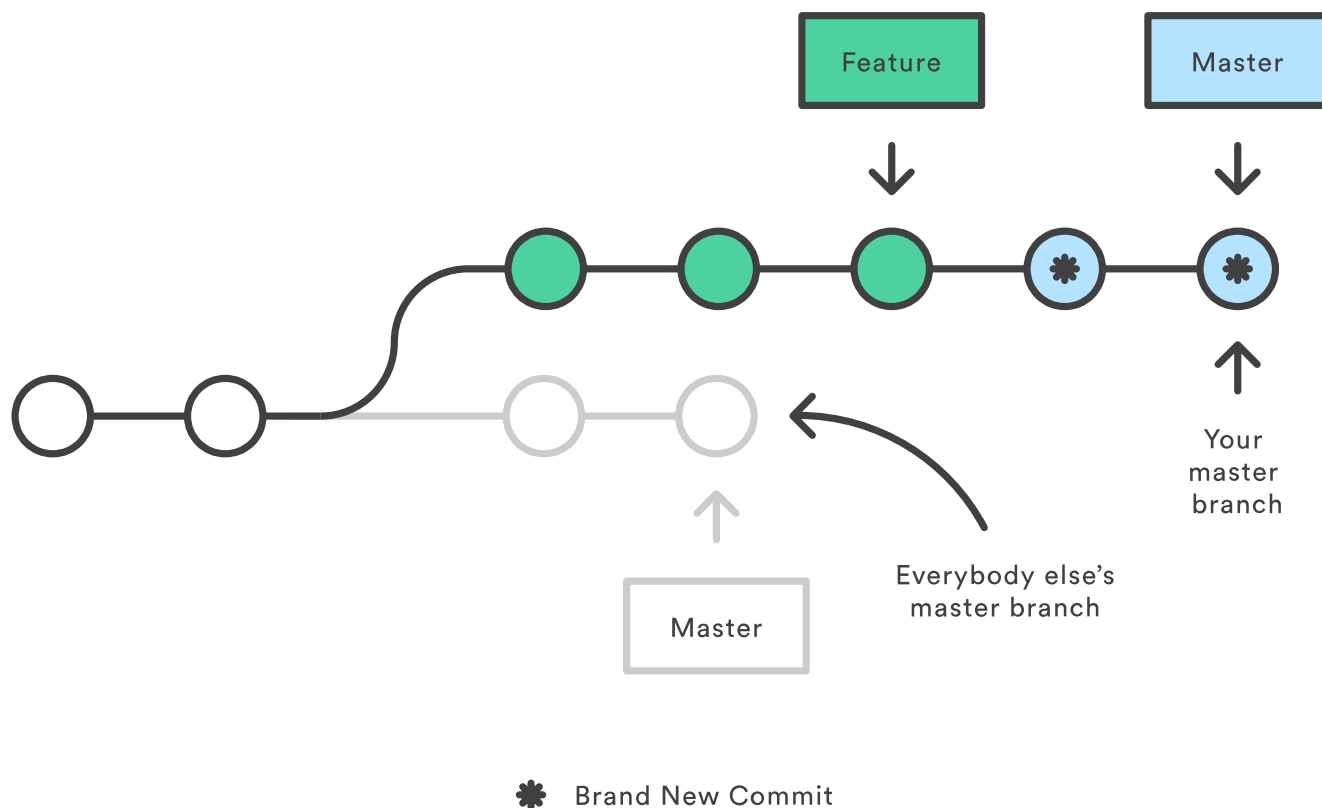 Feature
Master
Your
master
branch
Everybody else’s
master branch
Master
Brand New Commit